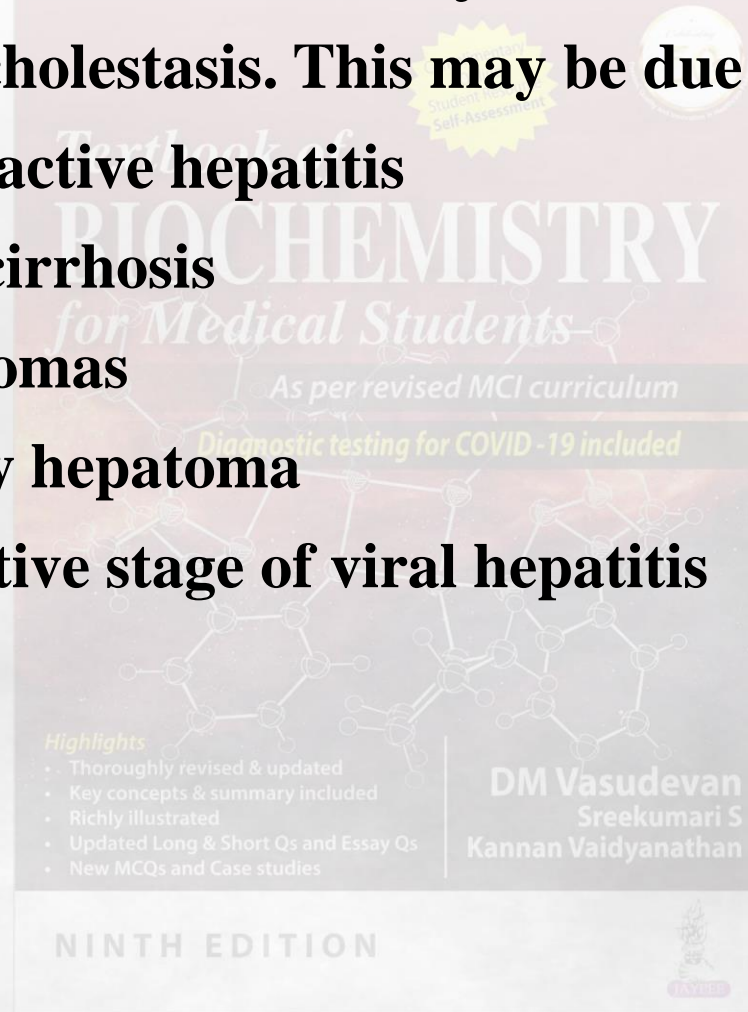 cholestasis. This may be due
Student Re
Self-Assessment
Textbook of
active hepatitis
BIOCHEMISTRY
cirrhosis
for Medical Students
omas
As per revised MCI curriculum
Diagnostic testing for COVID -19 included
y hepatoma
tive stage of viral hepatitis
Highlights
• Thoroughly revised & updated
• Key concepts & summary included
• Richly illustrated
• Updated Long & Short Qs and Essay Qs
• New MCQs and Case studies
DM Vasudevan
Sreekumari S
Kannan Vaidyanathan
NINTH EDITION
JAYPEE